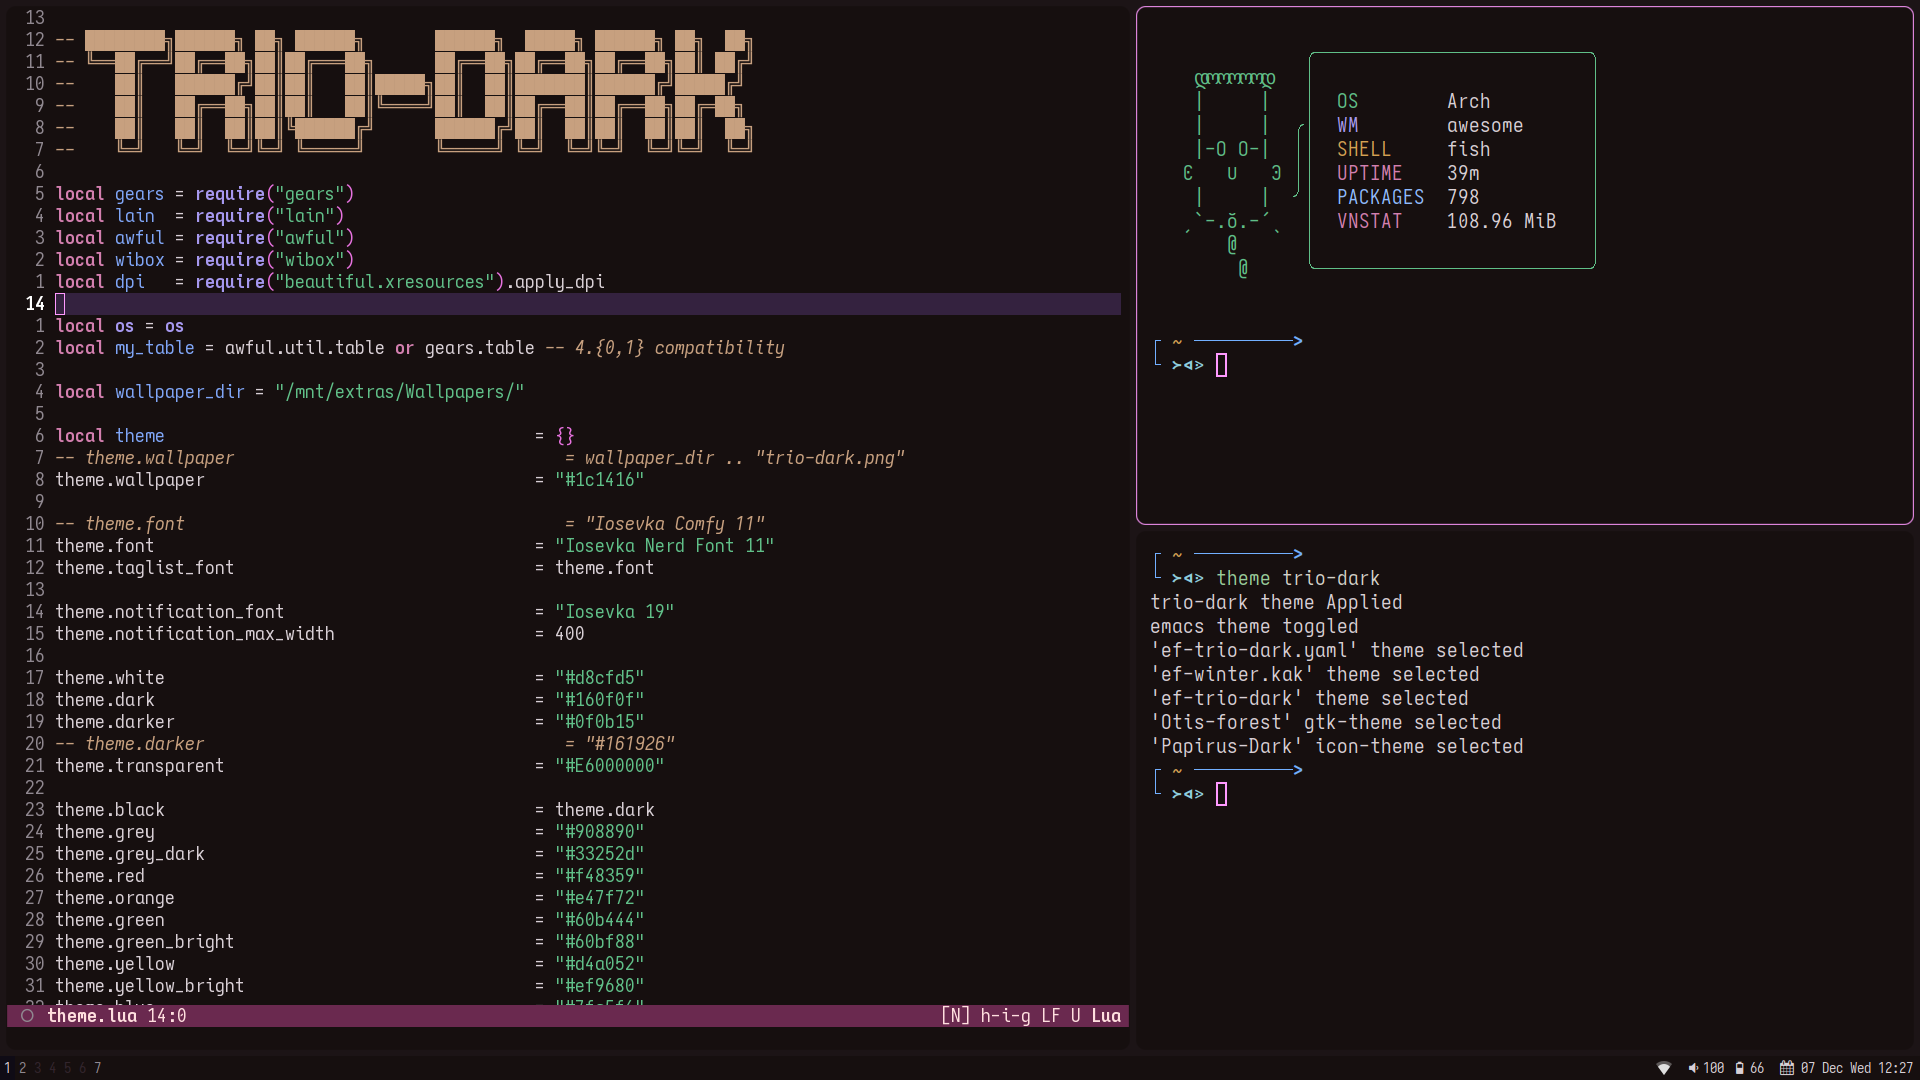 13
12 --
11 --
10 --
9 --
8 --
7 --
TRIO-DARK
6
5 local gears = require("gears")
4 local lain  = require("lain")
3 local awful = require("awful")
2 local wibox = require("wibox")
1 local dpi   = require("beautiful.xresources").apply_dpi
14
1 local os = os
2 local my_table = awful.util.table or gears.table -- 4.{0,1} compatibility
3
4 local wallpaper_dir = "/mnt/extras/Wallpapers/"
5
6 local theme = {}
7 -- theme.wallpaper = wallpaper_dir .. "trio-dark.png"
8 theme.wallpaper = "#1c1416"
9
10 -- theme.font = "Iosevka Comfy 11"
11 theme.font = "Iosevka Nerd Font 11"
12 theme.taglist_font = theme.font
13
14 theme.notification_font = "Iosevka 19"
15 theme.notification_max_width = 400
16
17 theme.white = "#d8cfd5"
18 theme.dark = "#160f0f"
19 theme.darker = "#0f0b15"
20 -- theme.darker = "#161926"
21 theme.transparent = "#E6000000"
22
23 theme.black = theme.dark
24 theme.grey = "#908890"
25 theme.grey_dark = "#33252d"
26 theme.red = "#f48359"
27 theme.orange = "#e47f72"
28 theme.green = "#60b444"
29 theme.green_bright = "#60bf88"
30 theme.yellow = "#d4a052"
31 theme.yellow_bright = "#ef9680"
theme.lua 14:0 [N] h-i-g LF U Lua
OS Arch
WM awesome
SHELL fish
UPTIME 39m
PACKAGES 798
VNSTAT 108.96 MiB
~ >
~ >
theme trio-dark
trio-dark theme Applied
emacs theme toggled
'ef-trio-dark.yaml' theme selected
'ef-winter.kak' theme selected
'ef-trio-dark' theme selected
'Otis-forest' gtk-theme selected
'Papirus-Dark' icon-theme selected
~ >
1 2 3 4 5 6 7
100 66 07 Dec Wed 12:27